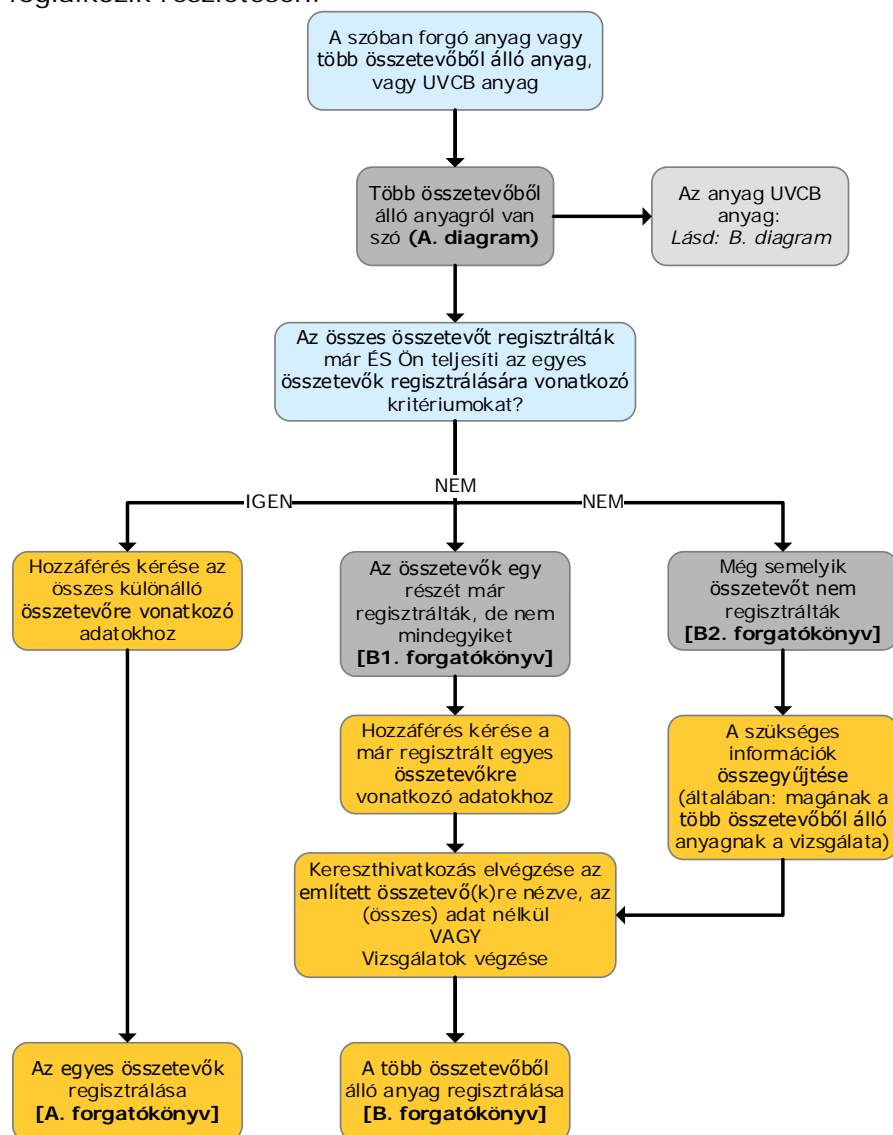 foglalkozik részletesen.
A szóban forgó anyag vagy
több összetevőből álló anyag,
vagy UVCB anyag
Több összetevőből
álló anyagról van
szó (A. diagram)
Az anyag UVCB
anyag:
Lásd: B. diagram
Az összes összetevőt regisztrálták
már ÉS Ön teljesíti az egyes
összetevők regisztrálására vonatkozó
kritériumokat?
IGEN
NEM
NEM
Hozzáférés kérése az
összes különálló
összetevőre vonatkozó
adatokhoz
Az összetevők egy
részét már
regisztrálták, de nem
mindegyiket
[B1. forgatókönyv]
Még semelyik
összetevőt nem
regisztrálták
[B2. forgatókönyv]
Hozzáférés kérése a
már regisztrált egyes
összetevőkre
vonatkozó adatokhoz
A szükséges
információk
összegyűjtése
(általában: magának a
több összetevőből álló
anyagnak a vizsgálata)
Kereszthivatkozás elvégzése az
említett összetevő(k)re nézve, az
(összes) adat nélkül
VAGY
Vizsgálatok végzése
Az egyes összetevők
regisztrálása
[A. forgatókönyv]
A több összetevőből
álló anyag regisztrálása
[B. forgatókönyv]